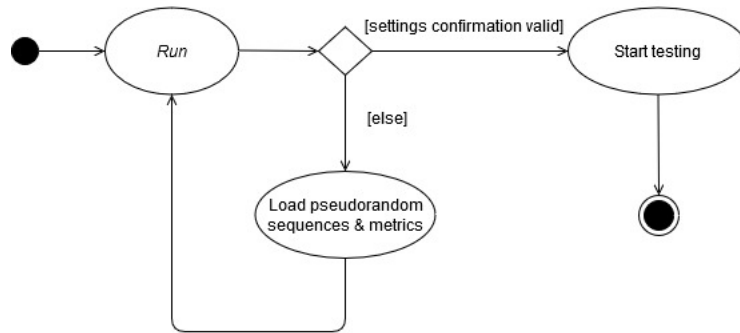 [settings confirmation valid]
Run
Start testing
[else]
Load pseudorandom
sequences & metrics